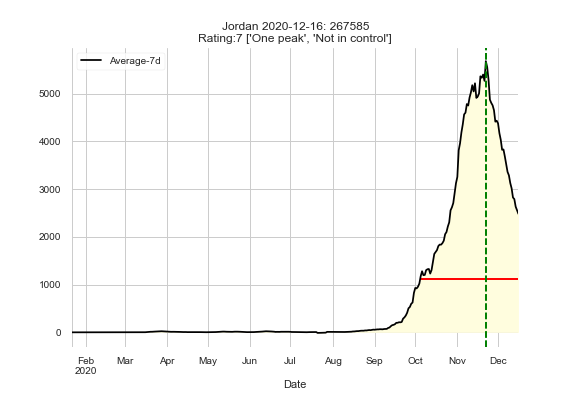 Jordan 2020-12-16: 267585
Rating:7 ['One peak', 'Not in control']
Average-7d
5000
4000
3000
2000
1000
0
Feb Mar Apr May Jun Jul Aug Sep Oct Nov Dec
2020
Date